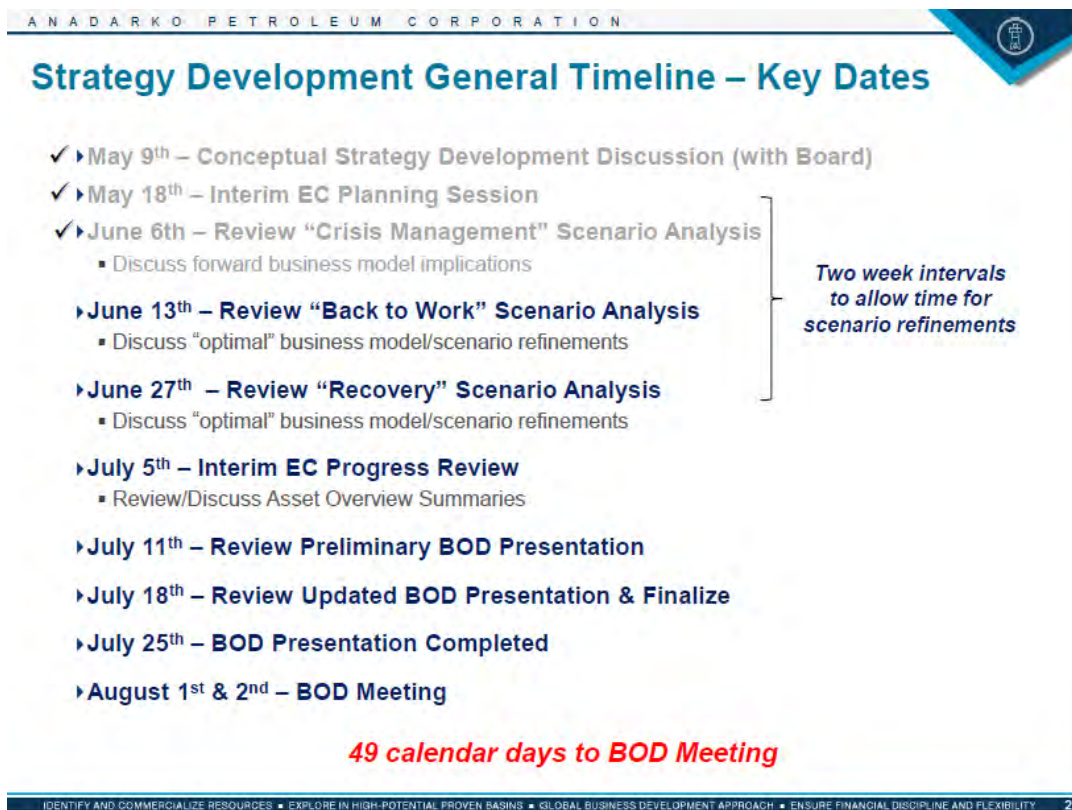 ANADARKO PETROLEUM CORPORATION
Strategy Development General Timeline – Key Dates
✓ ▸May 9th – Conceptual Strategy Development Discussion (with Board)
✓ ▸May 18th – Interim EC Planning Session
✓ ▸June 6th – Review “Crisis Management” Scenario Analysis
▪ Discuss forward business model implications
▸June 13th – Review “Back to Work” Scenario Analysis
▪ Discuss “optimal” business model/scenario refinements
▸June 27th – Review “Recovery” Scenario Analysis
▪ Discuss “optimal” business model/scenario refinements
Two week intervals
to allow time for
scenario refinements
▸July 5th – Interim EC Progress Review
▪ Review/Discuss Asset Overview Summaries
▸July 11th – Review Preliminary BOD Presentation
▸July 18th – Review Updated BOD Presentation & Finalize
▸July 25th – BOD Presentation Completed
▸August 1st & 2nd – BOD Meeting
49 calendar days to BOD Meeting
IDENTIFY AND COMMERCIALIZE RESOURCES ▪ EXPLORE IN HIGH-POTENTIAL PROVEN BASINS ▪ GLOBAL BUSINESS DEVELOPMENT APPROACH ▪ ENSURE FINANCIAL DISCIPLINE AND FLEXIBILITY